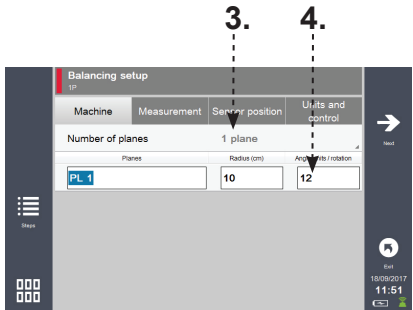 3. 4.
Balancing setup
1P
Machine Measurement Sensor position Units and control
Number of planes 1 plane
Planes Radius (cm) Angle units / rotation
PL 1 10 12
Next
Steps
Exit
18/09/2017
11:51